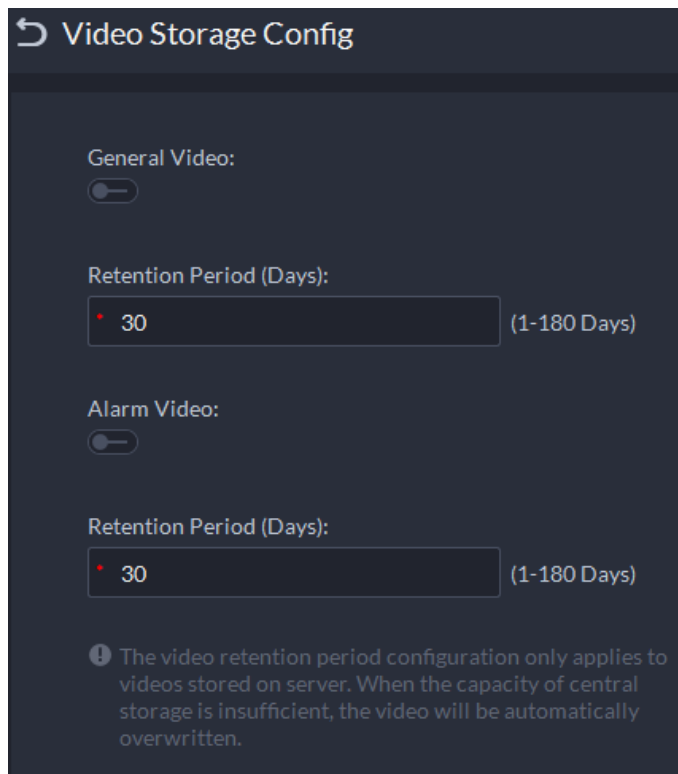 Video Storage Config
General Video:
Retention Period (Days):
* 30 (1-180 Days)
Alarm Video:
Retention Period (Days):
* 30 (1-180 Days)
The video retention period configuration only applies to
videos stored on server. When the capacity of central
storage is insufficient, the video will be automatically
overwritten.